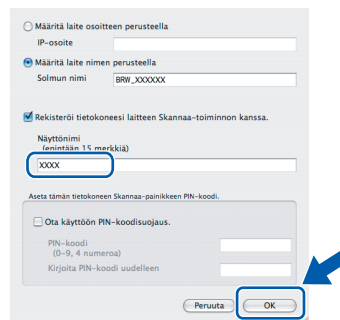 Määritä laite osoitteen perusteella
IP-osoite
Määritä laite nimen perusteella
Solmun nimi BRW_XXXXXX
Rekisteröi tietokoneesi laitteen Skannaa-toiminnon kanssa.
Näyttönimi
(enintään 15 merkkiä)
XXXX
Aseta tämän tietokoneen Skannaa-painikkeen PIN-koodi.
Ota käyttöön PIN-koodisuojaus.
PIN-koodi
(0-9, 4 numeroa)
Kirjoita PIN-koodi uudelleen
Peruuta OK